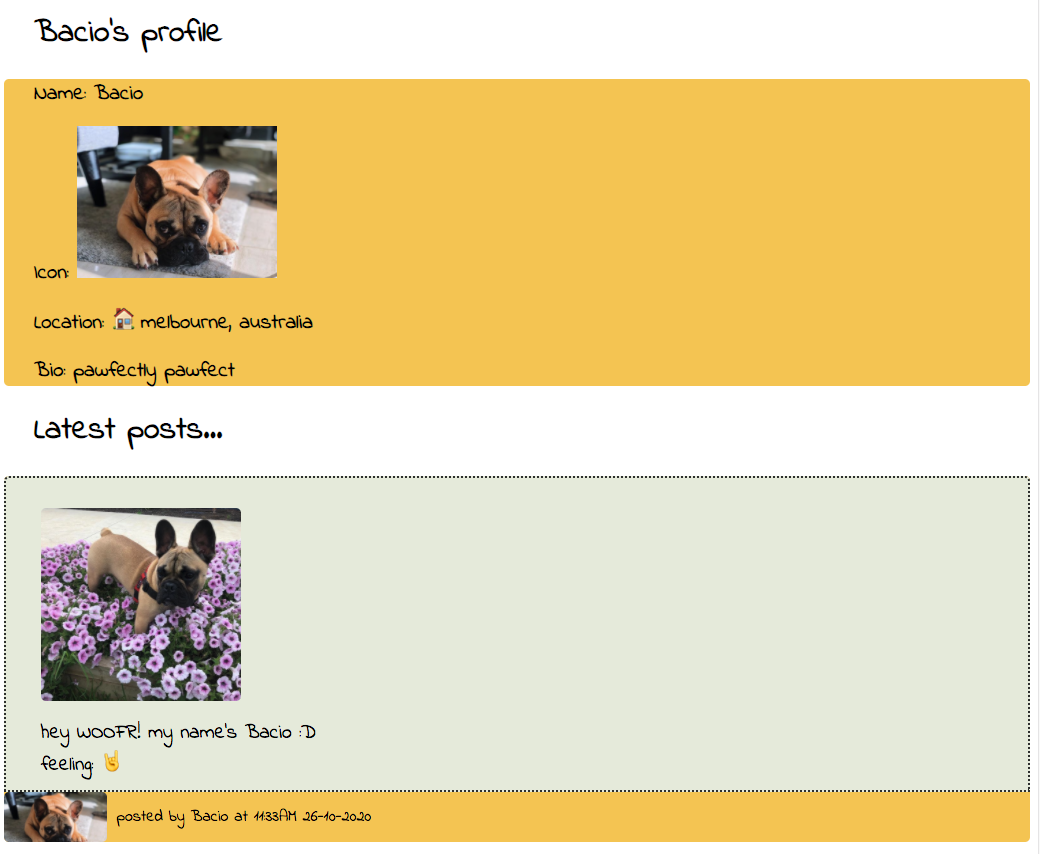 Bacio's profile
Name: Bacio
Icon:
Location: 🏠 melbourne, australia
Bio: pawfectly pawfect
Latest posts...
hey WOOFR! my name's Bacio :D
feeling: 🤘
posted by Bacio at 11:33AM 26-10-2020